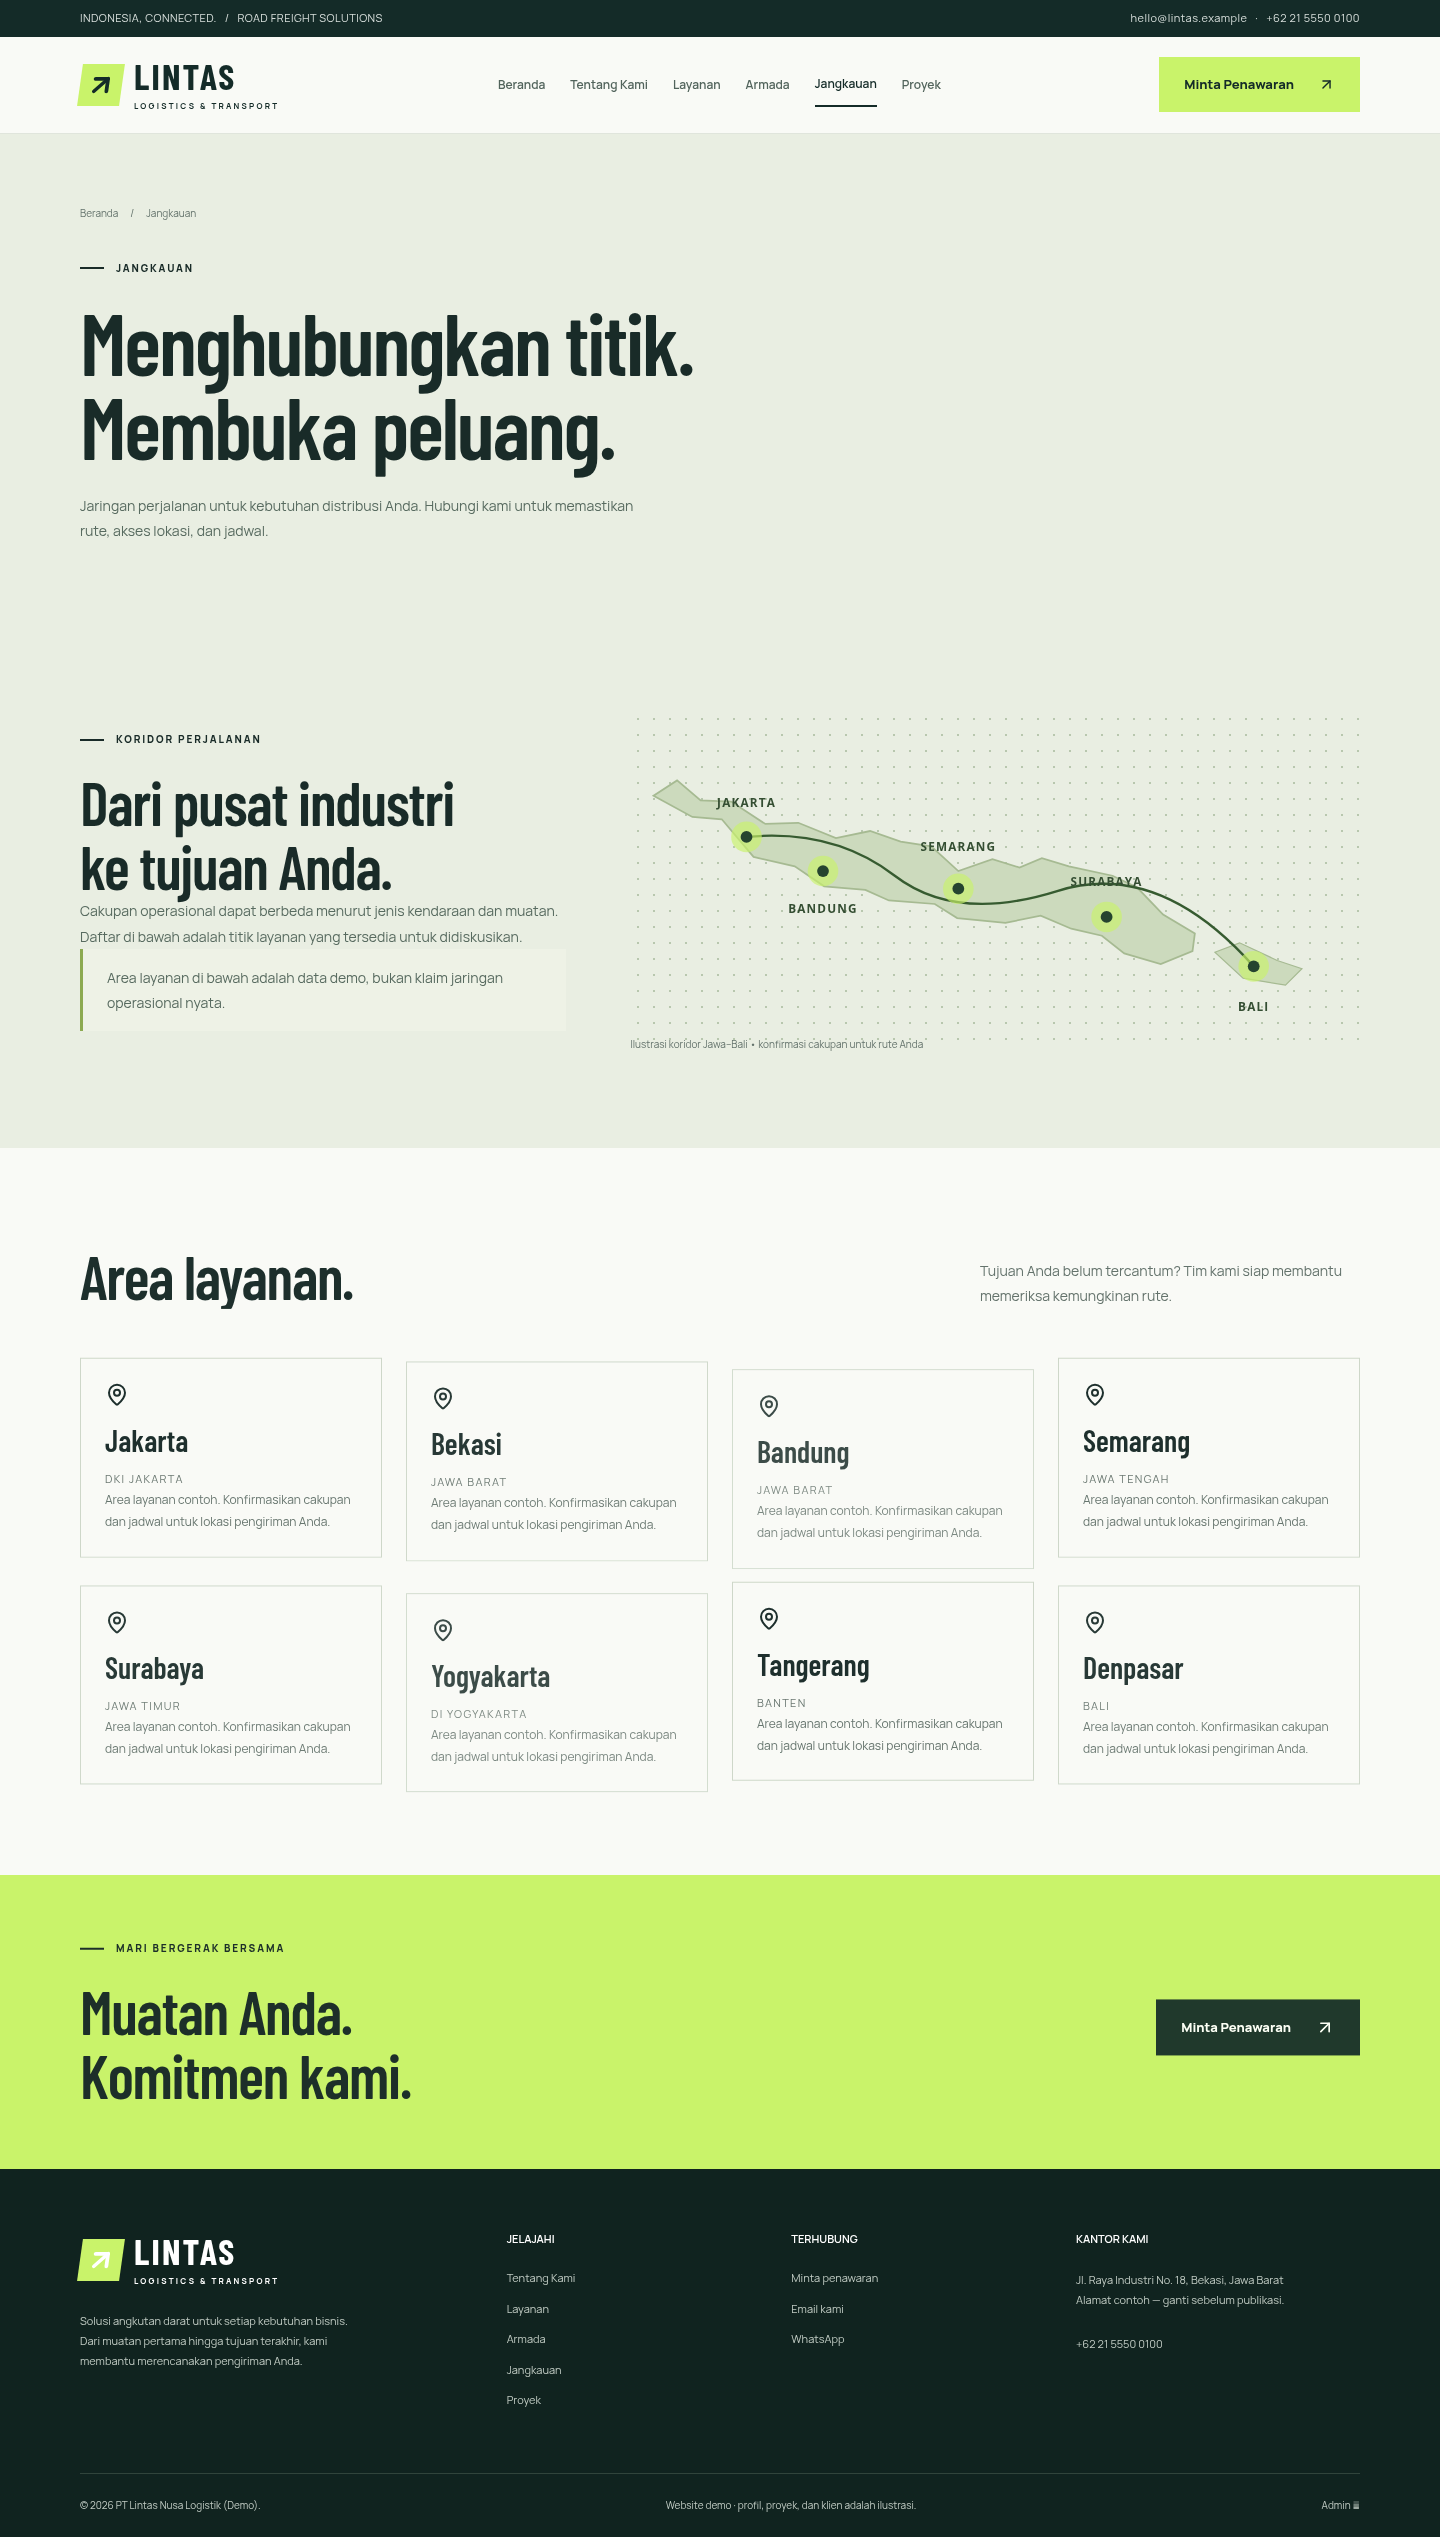 INDONESIA, CONNECTED. / ROAD FREIGHT SOLUTIONS
hello@lintas.example · +62 21 5550 0100
LINTAS
LOGISTICS & TRANSPORT
Beranda Tentang Kami Layanan Armada Jangkauan Proyek
Minta Penawaran
Beranda / Jangkauan
JANGKAUAN
Menghubungkan titik.
Membuka peluang.
Jaringan perjalanan untuk kebutuhan distribusi Anda. Hubungi kami untuk memastikan
rute, akses lokasi, dan jadwal.
KORIDOR PERJALANAN
Dari pusat industri
ke tujuan Anda.
Cakupan operasional dapat berbeda menurut jenis kendaraan dan muatan.
Daftar di bawah adalah titik layanan yang tersedia untuk didiskusikan.
Area layanan di bawah adalah data demo, bukan klaim jaringan
operasional nyata.
JAKARTA
SEMARANG
SURABAYA
BANDUNG
BALI
Ilustrasi koridor Jawa–Bali • konfirmasi cakupan untuk rute Anda
Area layanan.
Tujuan Anda belum tercantum? Tim kami siap membantu
memeriksa kemungkinan rute.
Jakarta
DKI JAKARTA
Area layanan contoh. Konfirmasikan cakupan
dan jadwal untuk lokasi pengiriman Anda.
Bekasi
JAWA BARAT
Area layanan contoh. Konfirmasikan cakupan
dan jadwal untuk lokasi pengiriman Anda.
Bandung
JAWA BARAT
Area layanan contoh. Konfirmasikan cakupan
dan jadwal untuk lokasi pengiriman Anda.
Semarang
JAWA TENGAH
Area layanan contoh. Konfirmasikan cakupan
dan jadwal untuk lokasi pengiriman Anda.
Surabaya
JAWA TIMUR
Area layanan contoh. Konfirmasikan cakupan
dan jadwal untuk lokasi pengiriman Anda.
Yogyakarta
DI YOGYAKARTA
Area layanan contoh. Konfirmasikan cakupan
dan jadwal untuk lokasi pengiriman Anda.
Tangerang
BANTEN
Area layanan contoh. Konfirmasikan cakupan
dan jadwal untuk lokasi pengiriman Anda.
Denpasar
BALI
Area layanan contoh. Konfirmasikan cakupan
dan jadwal untuk lokasi pengiriman Anda.
MARI BERGERAK BERSAMA
Muatan Anda.
Komitmen kami.
Minta Penawaran
LINTAS
LOGISTICS & TRANSPORT
Solusi angkutan darat untuk setiap kebutuhan bisnis.
Dari muatan pertama hingga tujuan terakhir, kami
membantu merencanakan pengiriman Anda.
JELAJAHI
Tentang Kami
Layanan
Armada
Jangkauan
Proyek
TERHUBUNG
Minta penawaran
Email kami
WhatsApp
KANTOR KAMI
Jl. Raya Industri No. 18, Bekasi, Jawa Barat
Alamat contoh — ganti sebelum publikasi.
+62 21 5550 0100
© 2026 PT Lintas Nusa Logistik (Demo).
Website demo · profil, proyek, dan klien adalah ilustrasi.
Admin